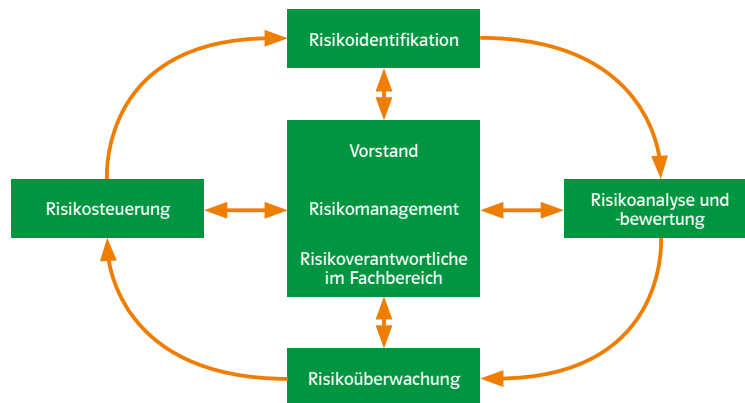 Risikoidentifikation
Vorstand
Risikosteuerung
Risikomanagement
Risikoanalyse und
-bewertung
Risikoverantwortliche
im Fachbereich
Risikoüberwachung